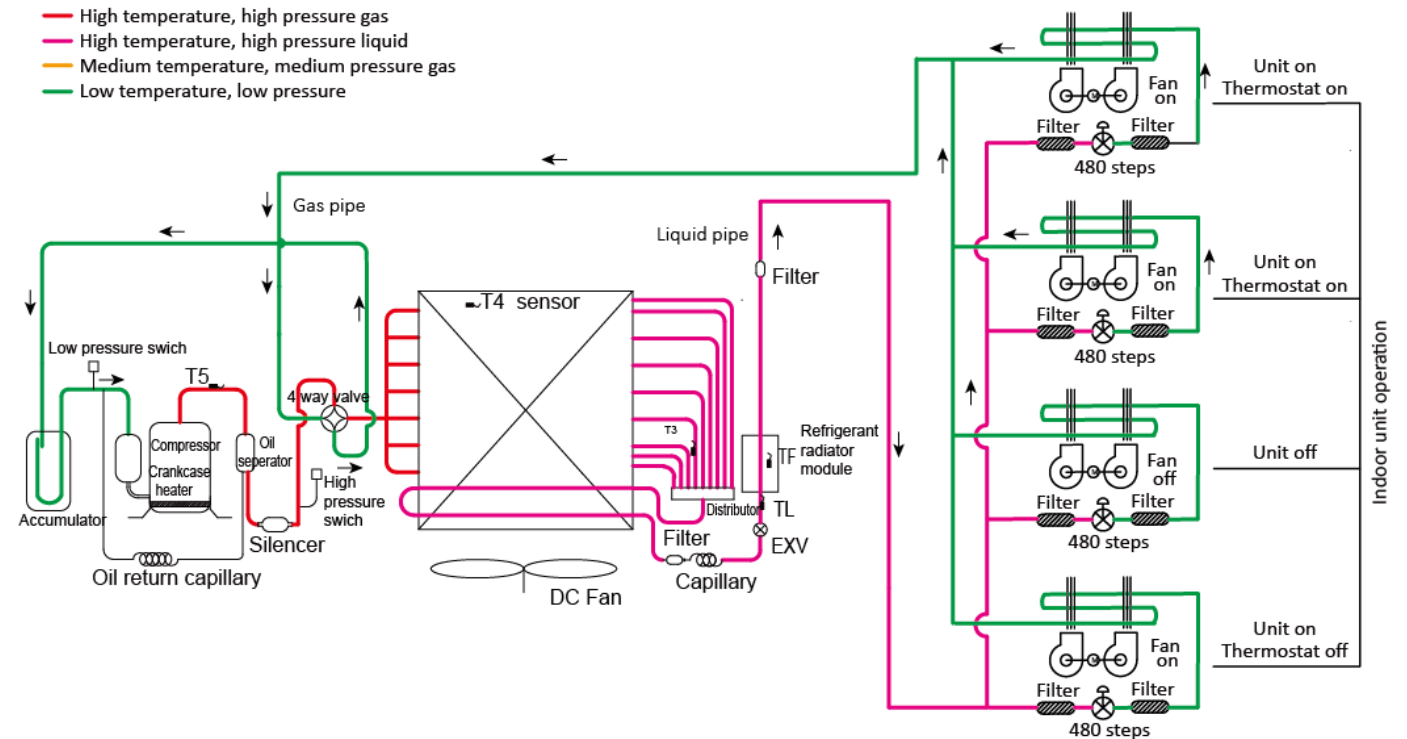 High temperature, high pressure gas
High temperature, high pressure liquid
Medium temperature, medium pressure gas
Low temperature, low pressure
Unit on
Thermostat on
Fan
on
Filter
Filter
480 steps
Gas pipe
Liquid pipe
Filter
Unit on
Thermostat on
Fan
on
Filter
Filter
480 steps
T4 sensor
Low pressure swich
T5
4 way valve
Compressor
Crankcase
heater
Oil
seperator
High
pressure
swich
Accumulator
Silencer
Oil return capillary
T3
Distributor
TF
Refrigerant
radiator
module
TL
EXV
Filter
Capillary
DC Fan
Unit off
Fan
off
Filter
Filter
480 steps
Unit on
Thermostat off
Fan
on
Filter
Filter
480 steps
Indoor unit operation